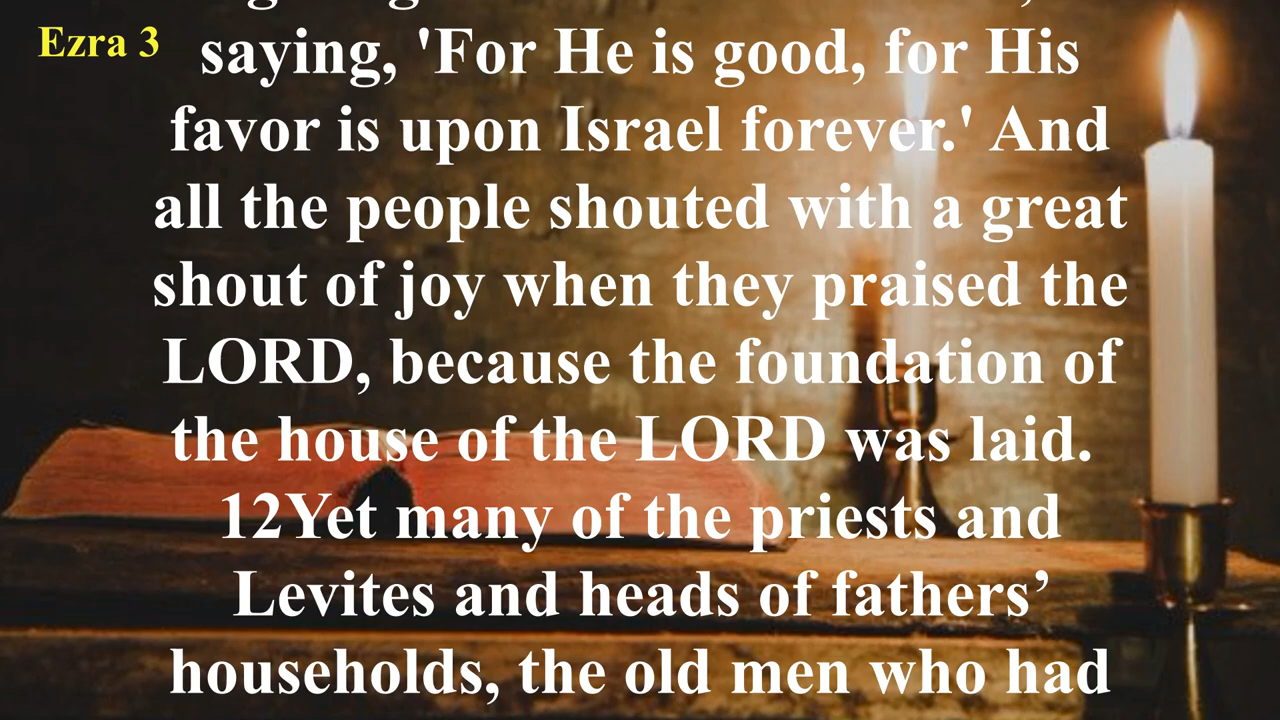 Ezra 3
saying, 'For He is good, for His
favor is upon Israel forever.' And
all the people shouted with a great
shout of joy when they praised the
LORD, because the foundation of
the house of the LORD was laid.
12Yet many of the priests and
Levites and heads of fathers’
households, the old men who had